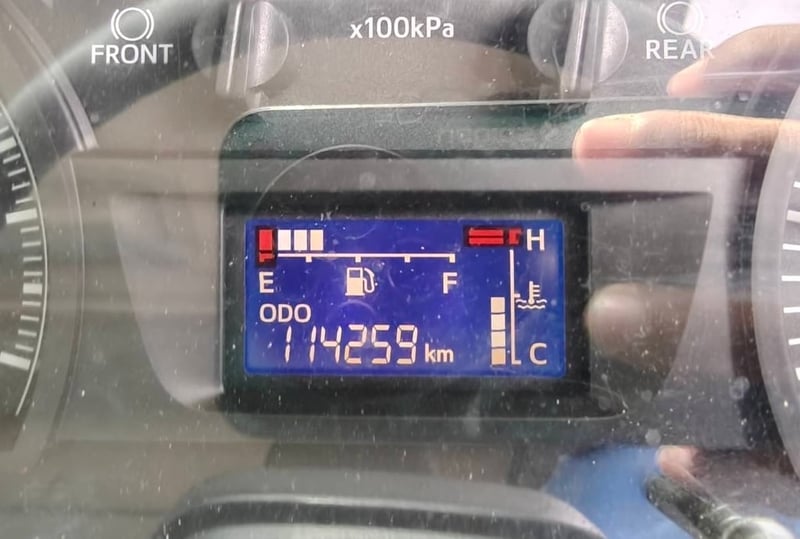 FRONT
x100kPa
REAR
H
E
F
ODO
114259 km
C